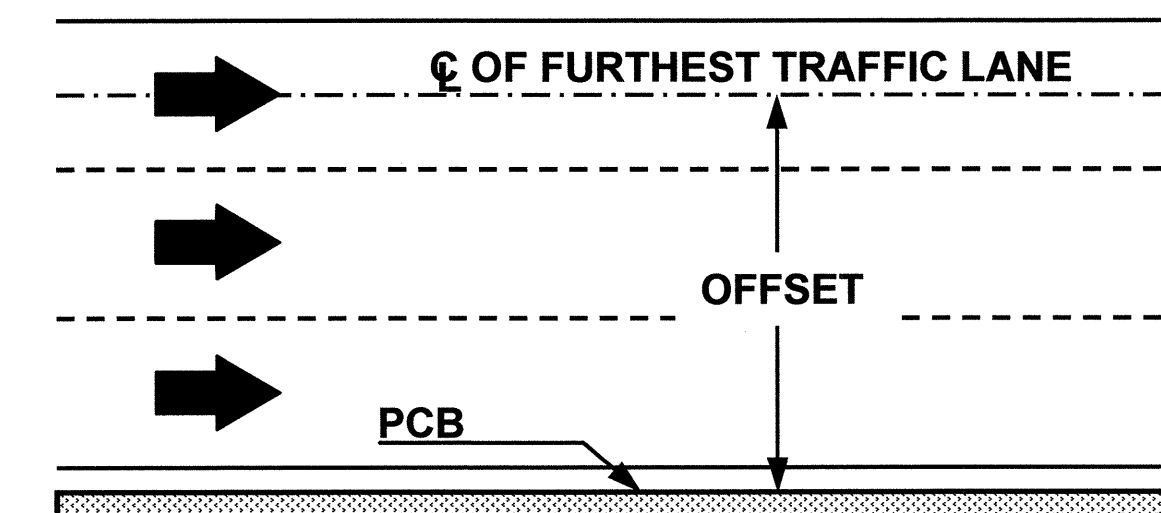 ℄ OF FURTHEST TRAFFIC LANE
OFFSET
PCB